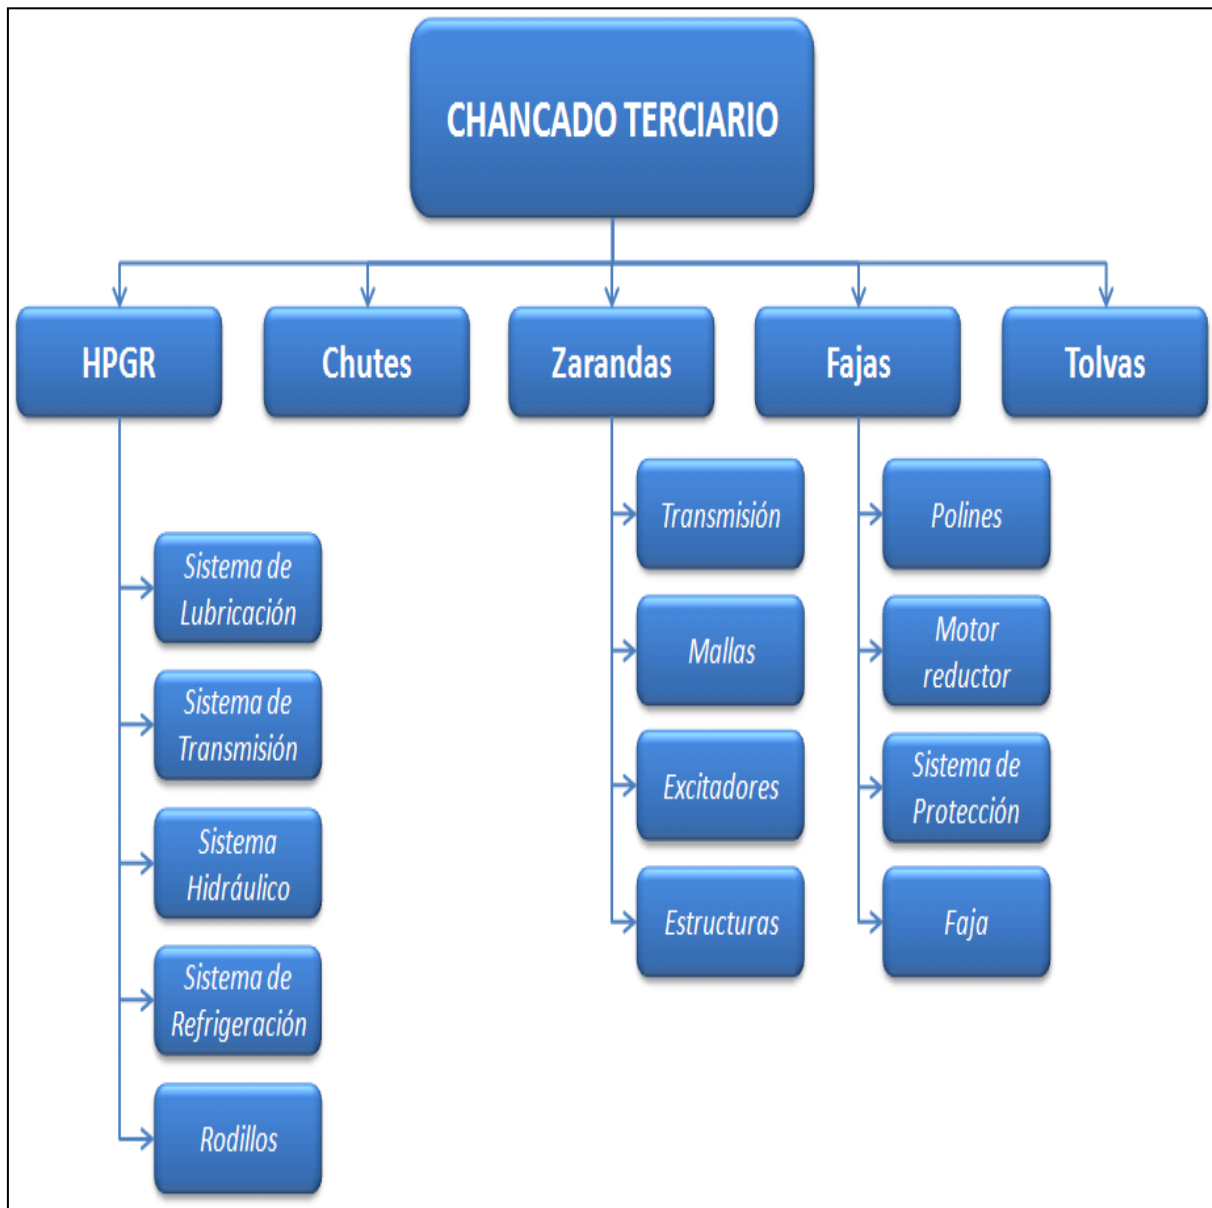 CHANCADO TERCIARIO
HPGR
Chutes
Zarandas
Fajas
Tolvas
Sistema de
Lubricación
Sistema de
Transmisión
Sistema
Hidráulico
Sistema de
Refrigeración
Rodillos
Transmisión
Mallas
Excitadores
Estructuras
Polines
Motor
reductor
Sistema de
Protección
Faja